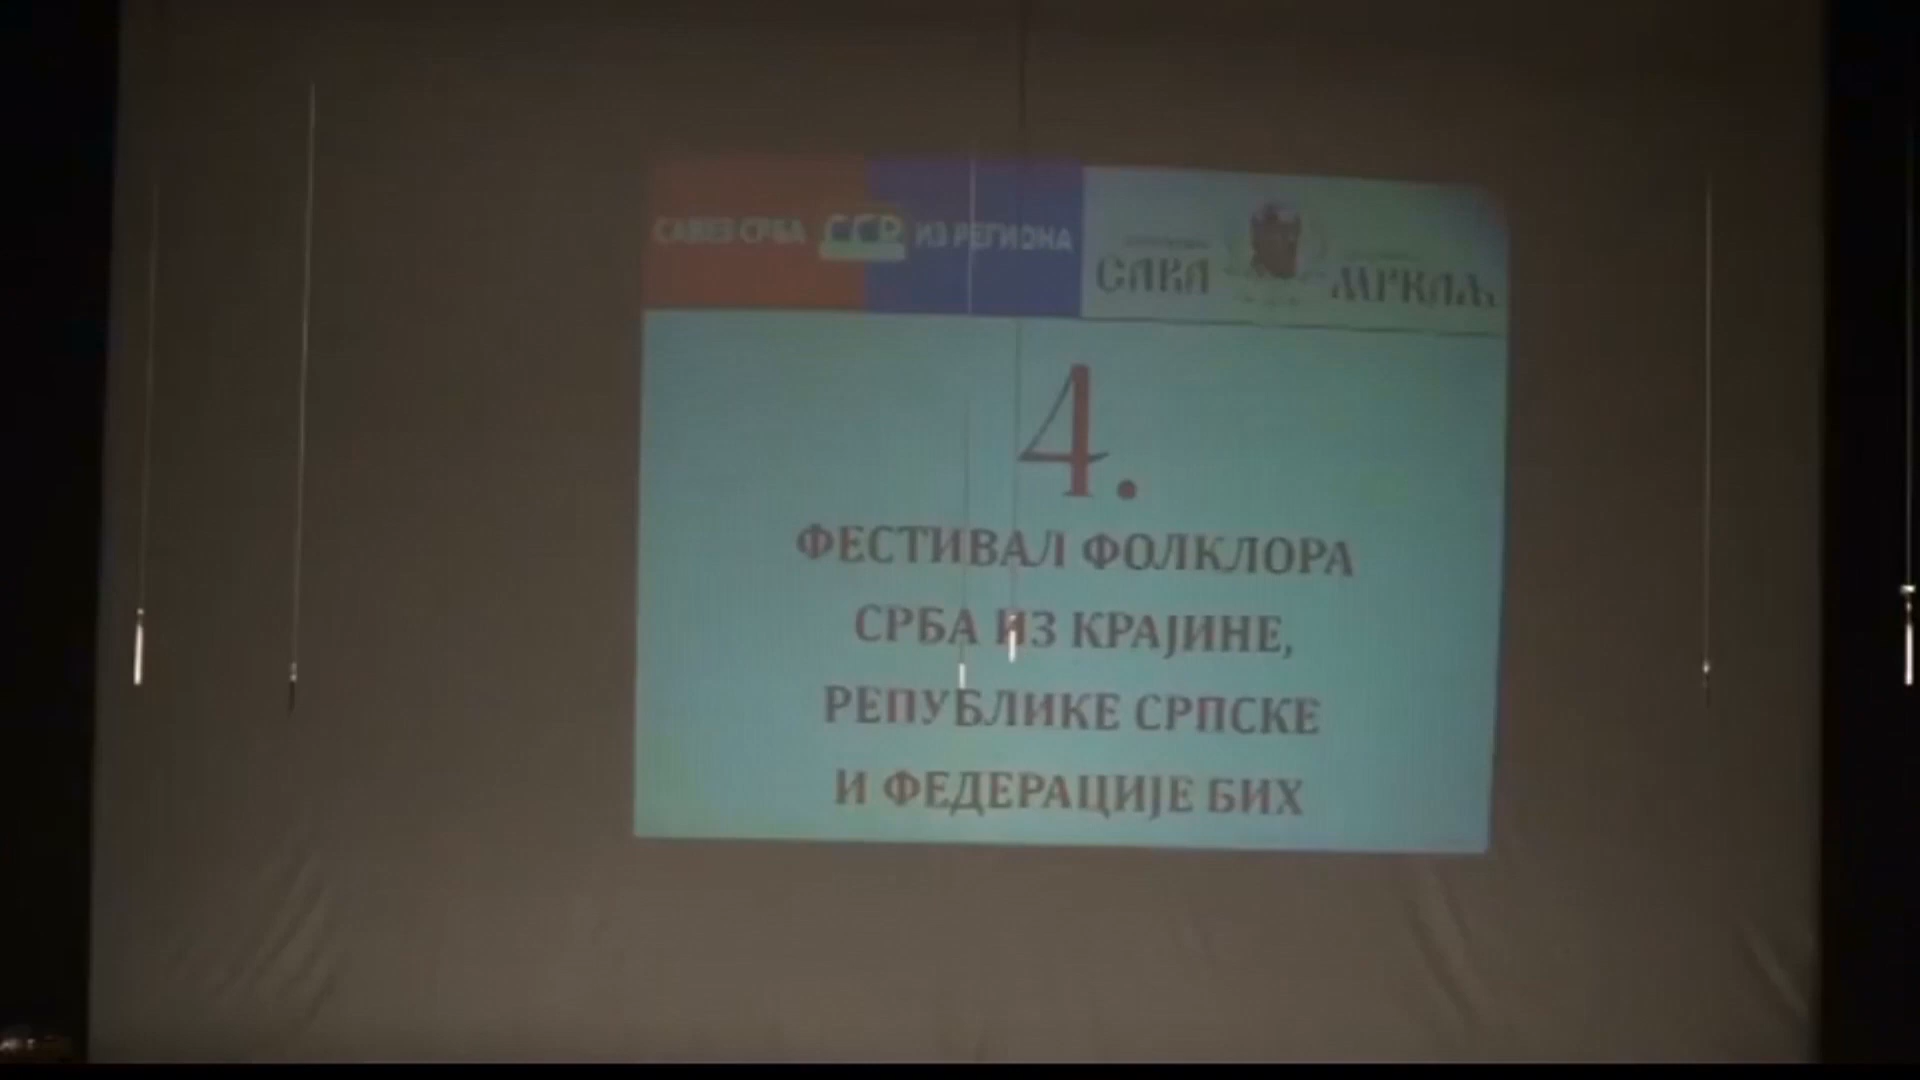 САВЕЗ СРБА ССР ИЗ РЕГИОНА
САВА МРКАЉ
4.
ФЕСТИВАЛ ФОЛКЛОРА
СРБА ИЗ КРАЈИНЕ,
РЕПУБЛИКЕ СРПСКЕ
И ФЕДЕРАЦИЈЕ БИХ